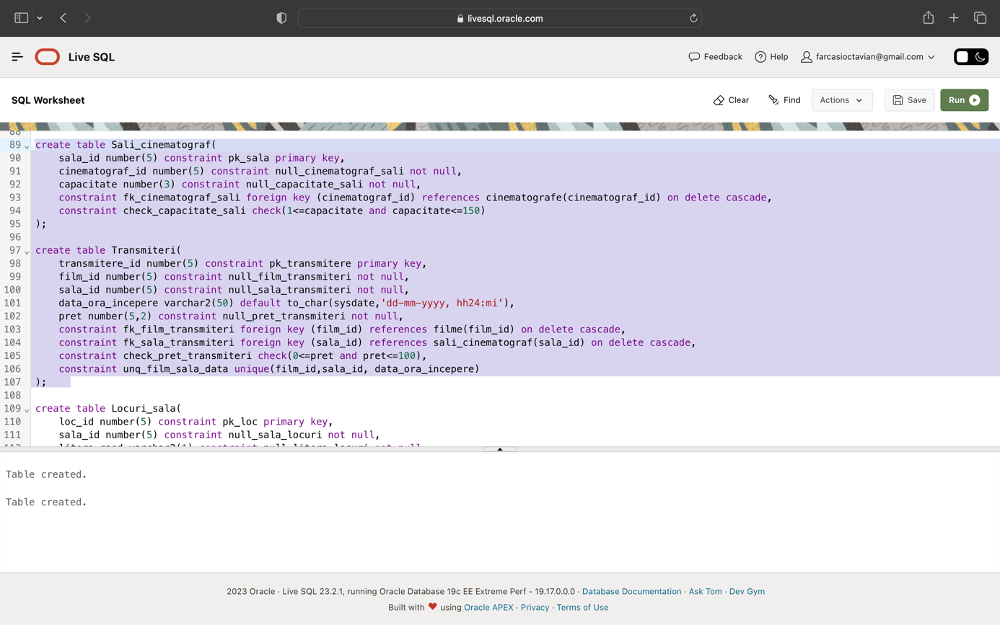 livesql.oracle.com
Live SQL
Feedback
Help
farcasioctavian@gmail.com
SQL Worksheet
Clear
Find
Actions
Save
Run
88
89 create table Sali_cinematograf(
90 sala_id number(5) constraint pk_sala primary key,
91 cinematograf_id number(5) constraint null_cinematograf_sali not null,
92 capacitate number(3) constraint null_capacitate_sali not null,
93 constraint fk_cinematograf_sali foreign key (cinematograf_id) references cinematografe(cinematograf_id) on delete cascade,
94 constraint check_capacitate_sali check(1<=capacitate and capacitate<=150)
95 );
96
97 create table Transmiteri(
98 transmitere_id number(5) constraint pk_transmitere primary key,
99 film_id number(5) constraint null_film_transmiteri not null,
100 sala_id number(5) constraint null_sala_transmiteri not null,
101 data_ora_incepere varchar2(50) default to_char(sysdate,'dd-mm-yyyy, hh24:mi'),
102 pret number(5,2) constraint null_pret_transmiteri not null,
103 constraint fk_film_transmiteri foreign key (film_id) references filme(film_id) on delete cascade,
104 constraint fk_sala_transmiteri foreign key (sala_id) references sali_cinematograf(sala_id) on delete cascade,
105 constraint check_pret_transmiteri check(0<=pret and pret<=100),
106 constraint unq_film_sala_data unique(film_id,sala_id, data_ora_incepere)
107 );
108
109 create table Locuri_sala(
110 loc_id number(5) constraint pk_loc primary key,
111 sala_id number(5) constraint null_sala_locuri not null,
Table created.
Table created.
2023 Oracle · Live SQL 23.2.1, running Oracle Database 19c EE Extreme Perf - 19.17.0.0.0 · Database Documentation · Ask Tom · Dev Gym
Built with ❤ using Oracle APEX · Privacy · Terms of Use